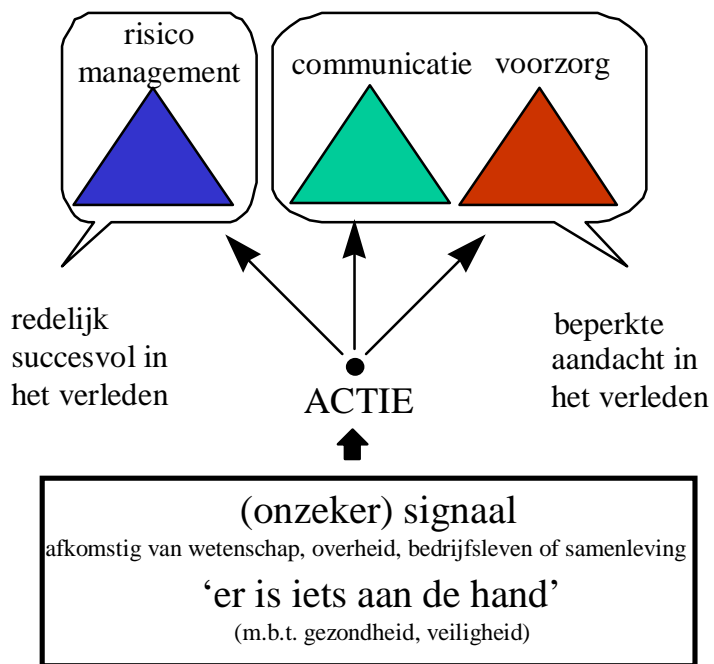 risico
management
communicatie
voorzorg
redelijk
succesvol in
het verleden
beperkte
aandacht in
het verleden
ACTIE
(onzeker) signaal
afkomstig van wetenschap, overheid, bedrijfsleven of samenleving
‘er is iets aan de hand’
(m.b.t. gezondheid, veiligheid)